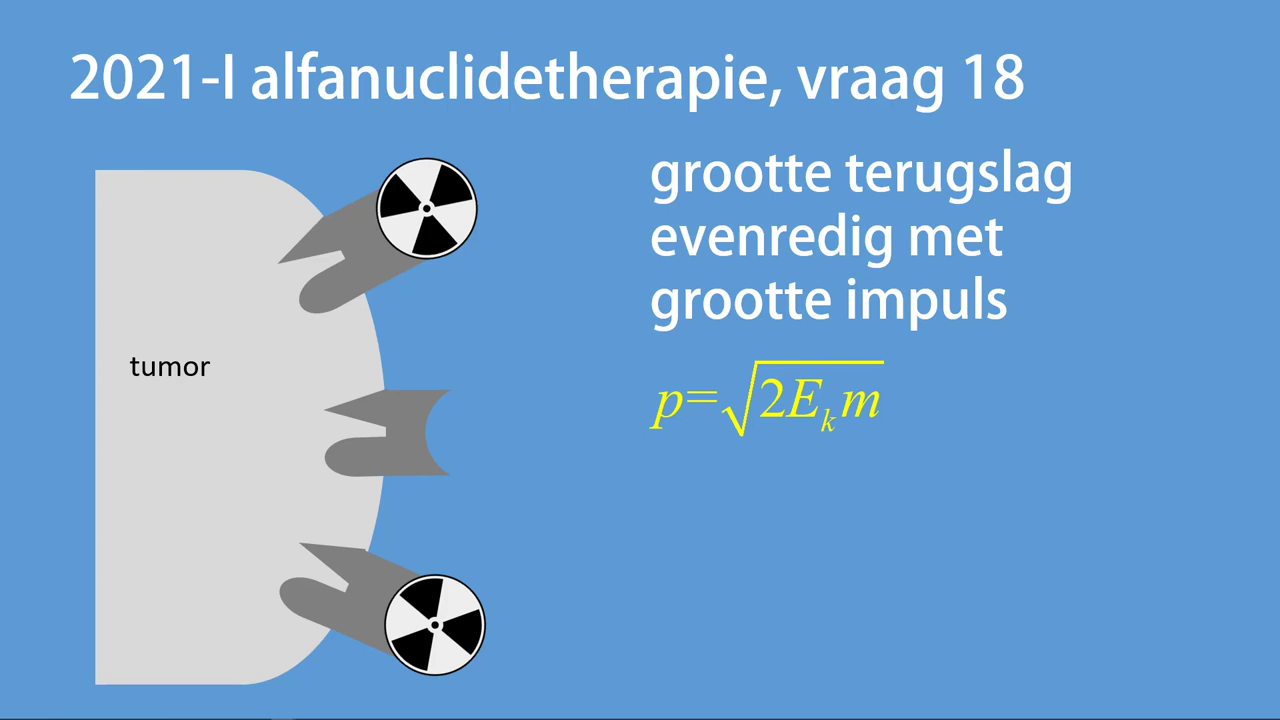 2021-I alfanuclidetherapie, vraag 18
grootte terugslag
evenredig met
grootte impuls
p=√2Eₖm
tumor